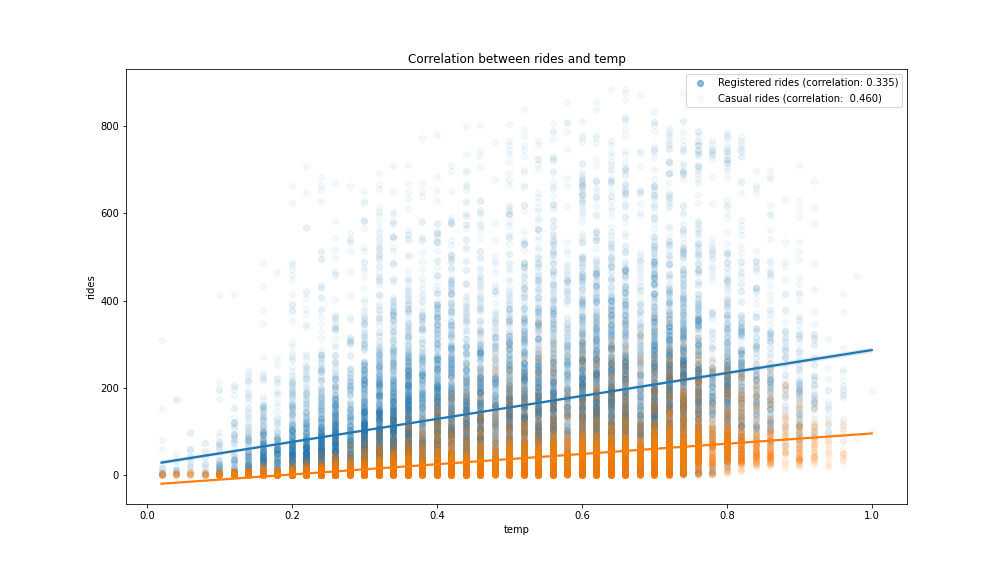 Correlation between rides and temp
Registered rides (correlation: 0.335)
Casual rides (correlation:  0.460)
800
600
400
200
0
rides
0.0 0.2 0.4 0.6 0.8 1.0
temp